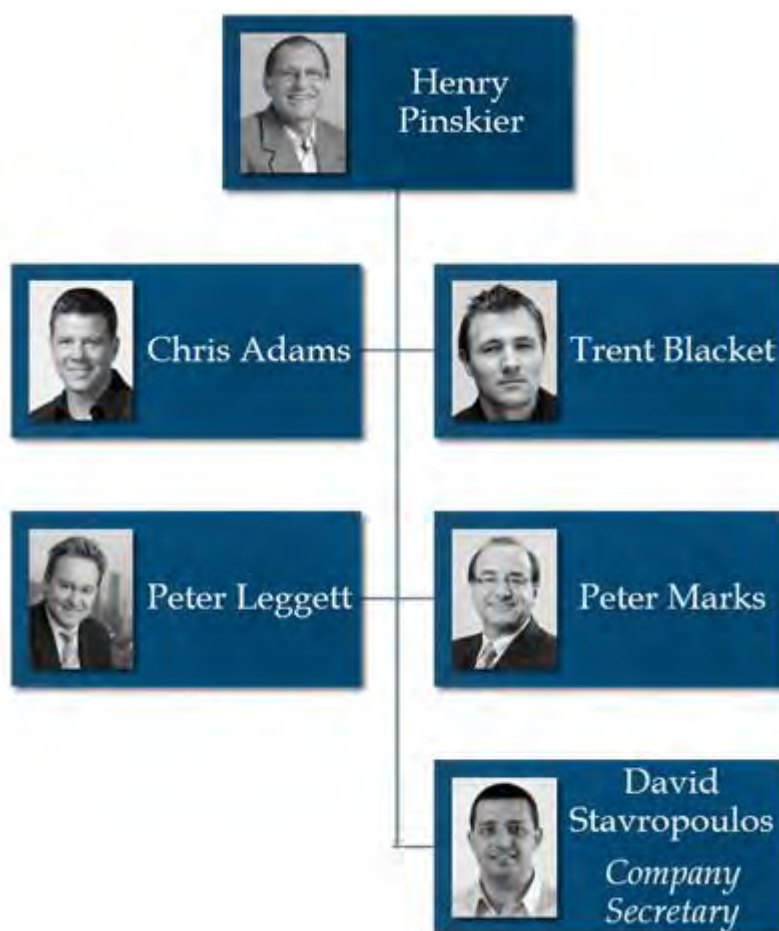 Henry
Pinskier
Chris Adams
Trent Blacket
Peter Leggett
Peter Marks
David
Stavropoulos
Company
Secretary